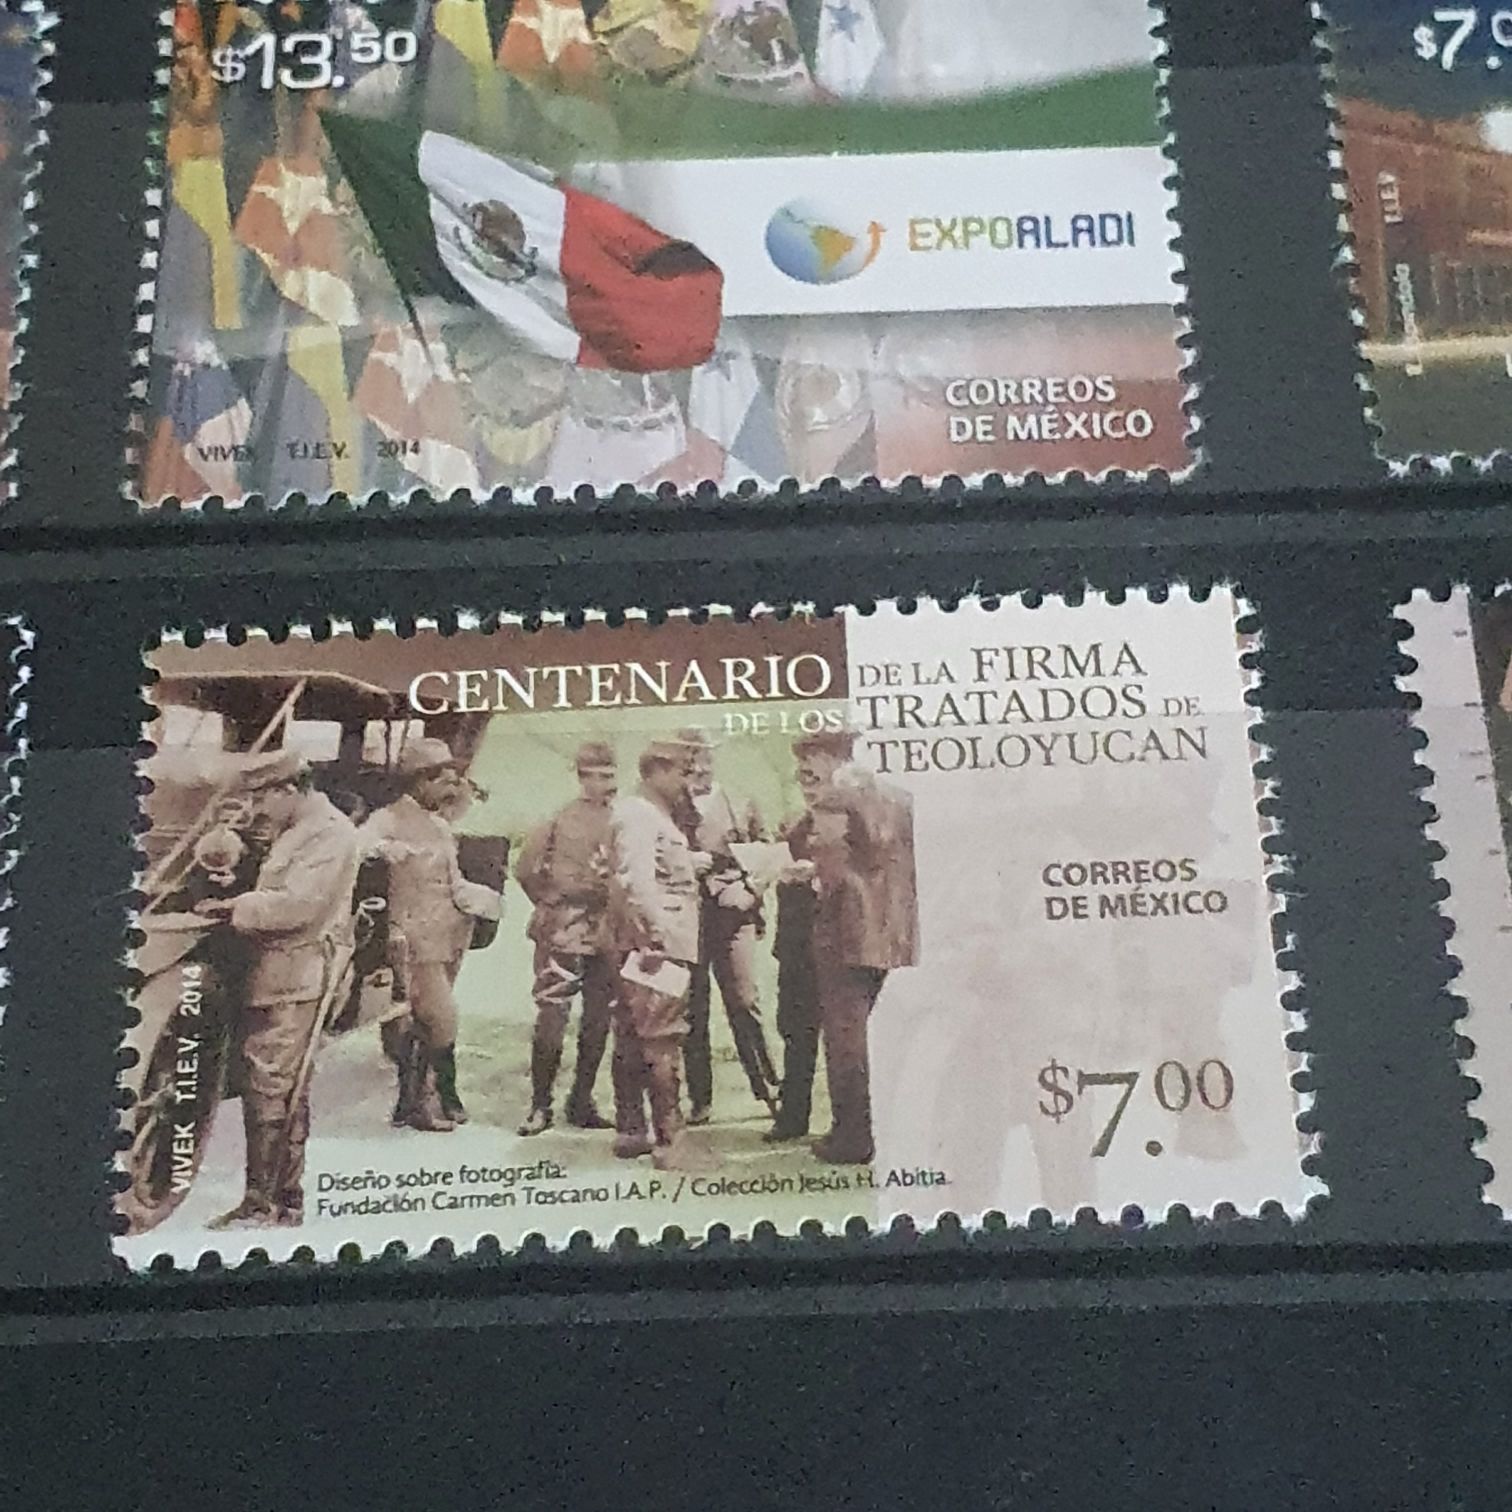 $13.50
EXPOALADI
CORREOS
DE MÉXICO
VIVEK T.I.E.V. 2014
CENTENARIO DE LA FIRMA
DE LOS TRATADOS DE
TEOLOYUCAN
CORREOS
DE MÉXICO
$7.00
VIVEK T.I.E.V. 2014
Diseño sobre fotografía:
Fundación Carmen Toscano I.A.P. / Colección Jesús H. Abitia.